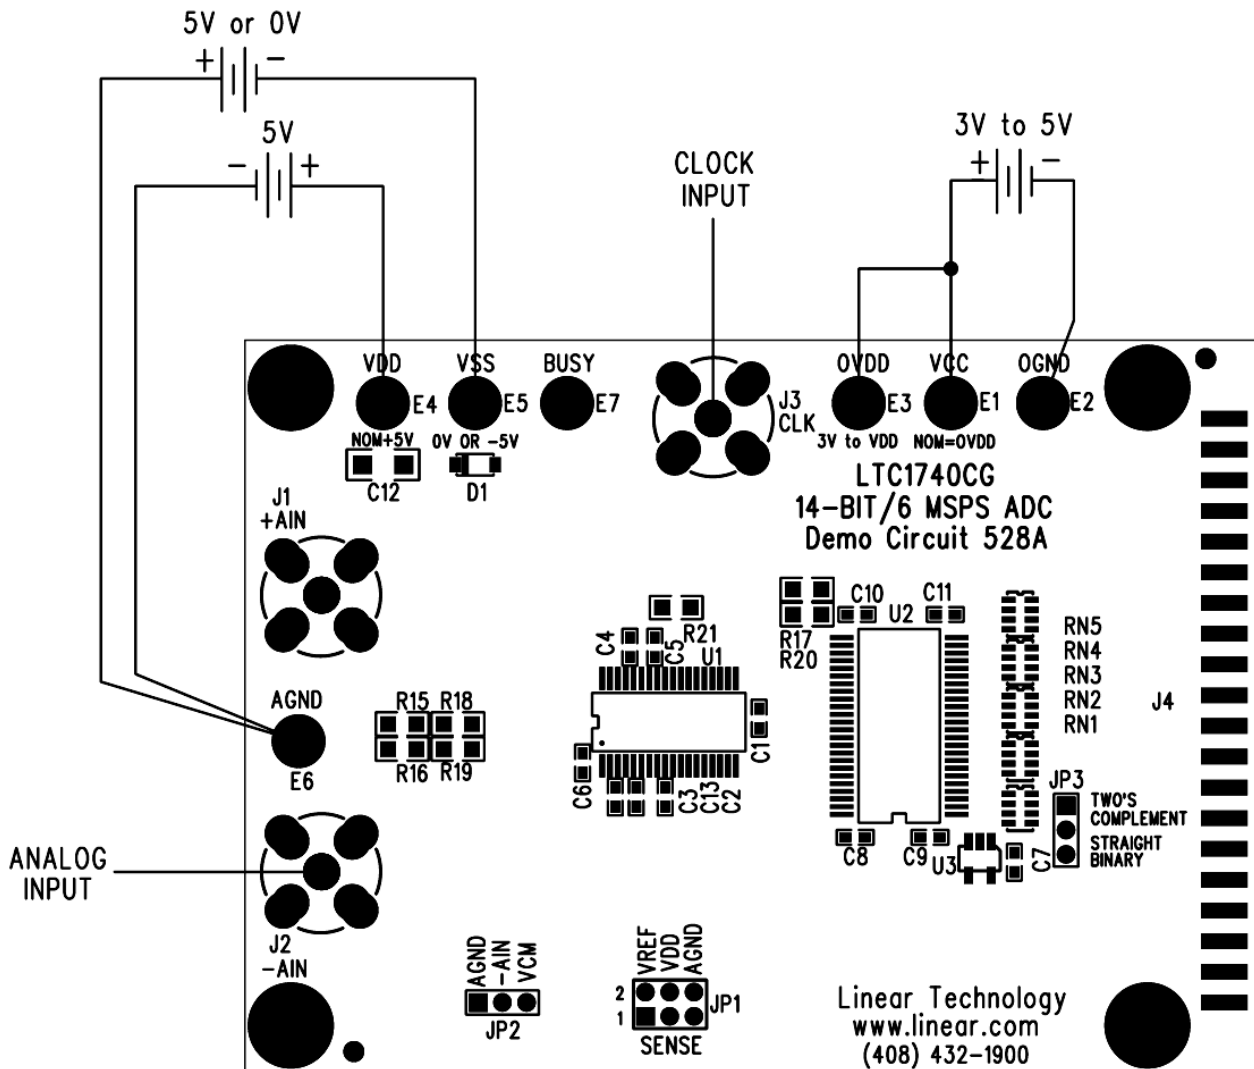 5V or 0V
+ -
5V
- +
3V to 5V
+ -
CLOCK
INPUT
VDD
VSS
BUSY
OVDD
VCC
OGND
E4
E5
E7
J3
CLK
E3
E1
E2
NOM+5V
0V OR -5V
3V to VDD
NOM=OVDD
C12
D1
LTC1740CG
14-BIT/6 MSPS ADC
Demo Circuit 528A
J1
+AIN
C4
C5
R21
U1
R17
R20
C10
U2
C11
RN5
RN4
RN3
RN2
RN1
J4
AGND
E6
R15
R18
R16
R19
C6
C3
C13
C2
C1
C8
C9
U3
C7
JP3
TWO'S
COMPLEMENT
STRAIGHT
BINARY
ANALOG
INPUT
J2
-AIN
AGND
-AIN
VCM
JP2
VREF
VDD
AGND
2
1
JP1
SENSE
Linear Technology
www.linear.com
(408) 432-1900